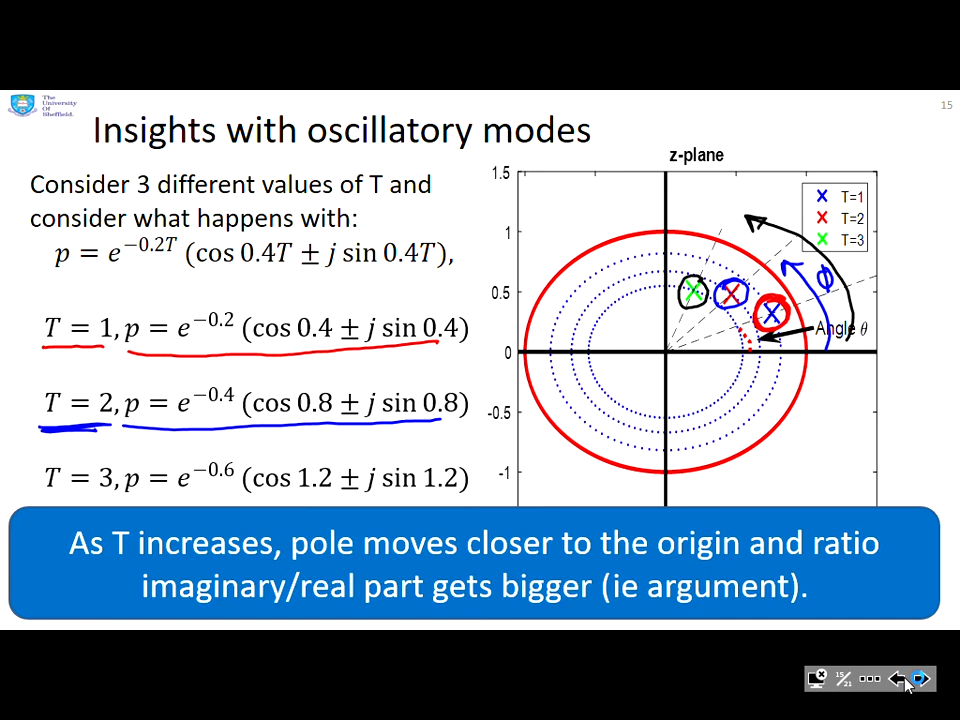 The
University
Of
Sheffield.
15
Insights with oscillatory modes
Consider 3 different values of T and
consider what happens with:
p = e^{−0.2T} (cos 0.4T ± j sin 0.4T),
T = 1, p = e^{−0.2} (cos 0.4 ± j sin 0.4)
T = 2, p = e^{−0.4} (cos 0.8 ± j sin 0.8)
T = 3, p = e^{−0.6} (cos 1.2 ± j sin 1.2)
z-plane
1.5
1
0.5
0
-0.5
-1
T=1
T=2
T=3
ϕ
Angle θ
As T increases, pole moves closer to the origin and ratio
imaginary/real part gets bigger (ie argument).
15/21